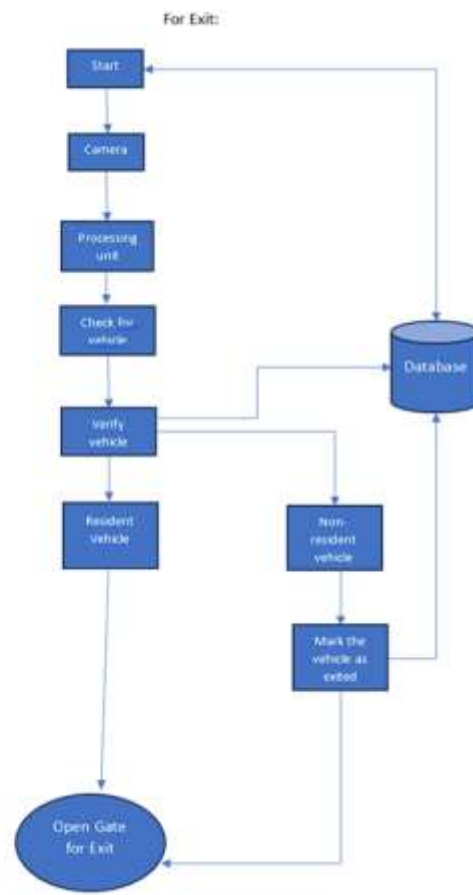 For Exit:
Start
Camera
Processing
unit
Check for
vehicle
Database
Verify
vehicle
Resident
Vehicle
Non-
resident
vehicle
Mark the
vehicle as
exited
Open Gate
for Exit